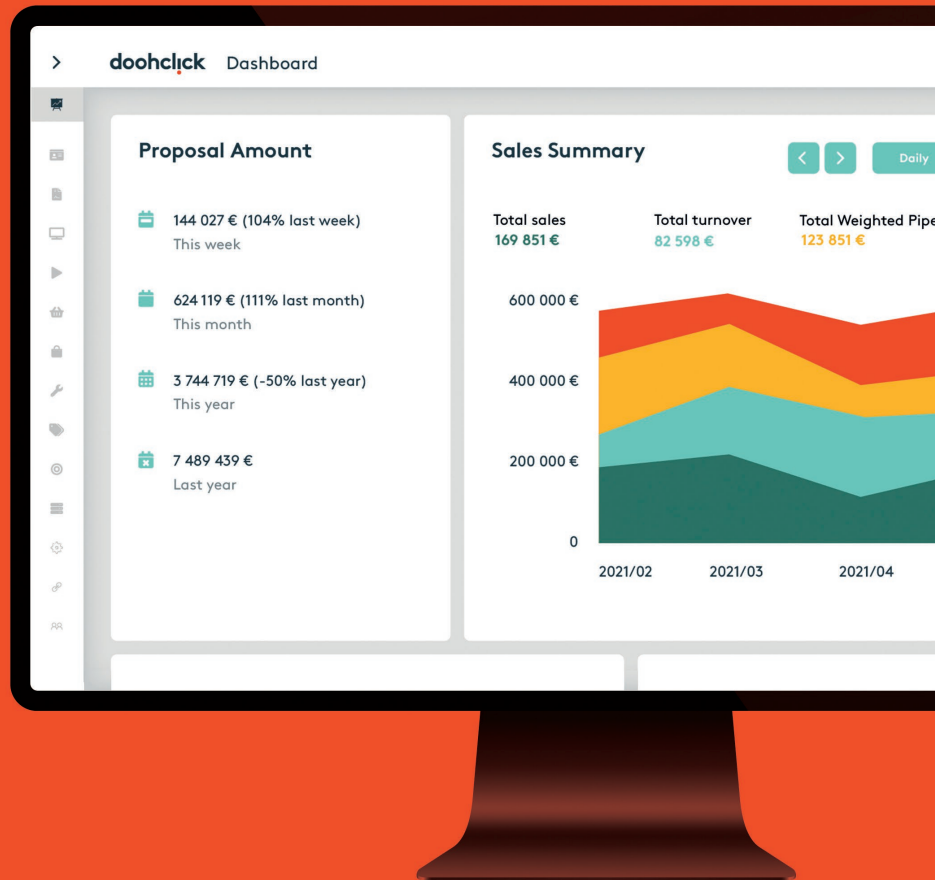 doohclick Dashboard
Proposal Amount
144 027 € (104% last week)
This week
624 119 € (111% last month)
This month
3 744 719 € (-50% last year)
This year
7 489 439 €
Last year
Sales Summary
Daily
Total sales
169 851 €
Total turnover
82 598 €
Total Weighted Pipe
123 851 €
600 000 €
400 000 €
200 000 €
0
2021/02 2021/03 2021/04